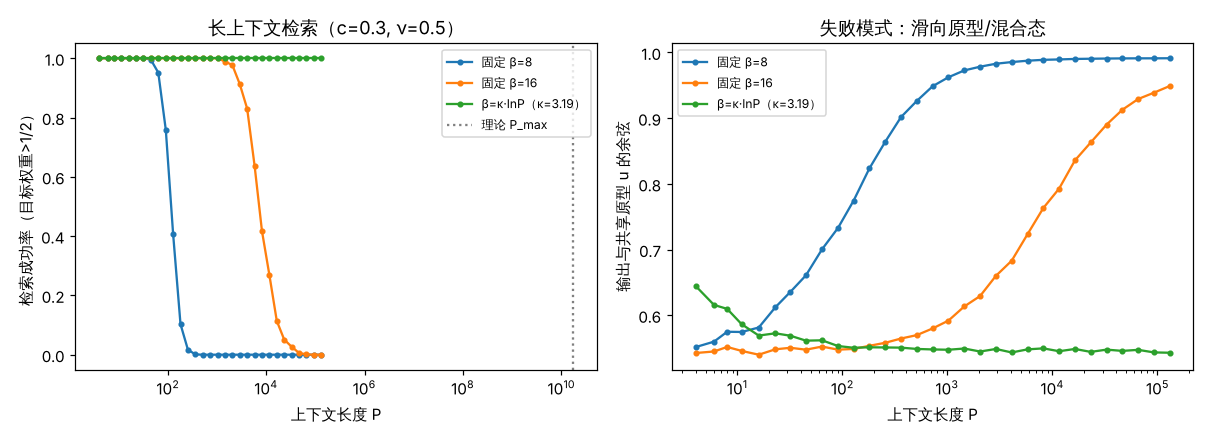 长上下文检索（c=0.3, ν=0.5）
检索成功率（目标权重>1/2）
1.0
0.8
0.6
0.4
0.2
0.0
固定 β=8
固定 β=16
β=κ·lnP（κ=3.19）
理论 P_max
10²
10⁴
10⁶
10⁸
10¹⁰
上下文长度 P
失败模式：滑向原型/混合态
输出与共享原型 u 的余弦
1.0
0.9
0.8
0.7
0.6
固定 β=8
固定 β=16
β=κ·lnP（κ=3.19）
10¹
10²
10³
10⁴
10⁵
上下文长度 P